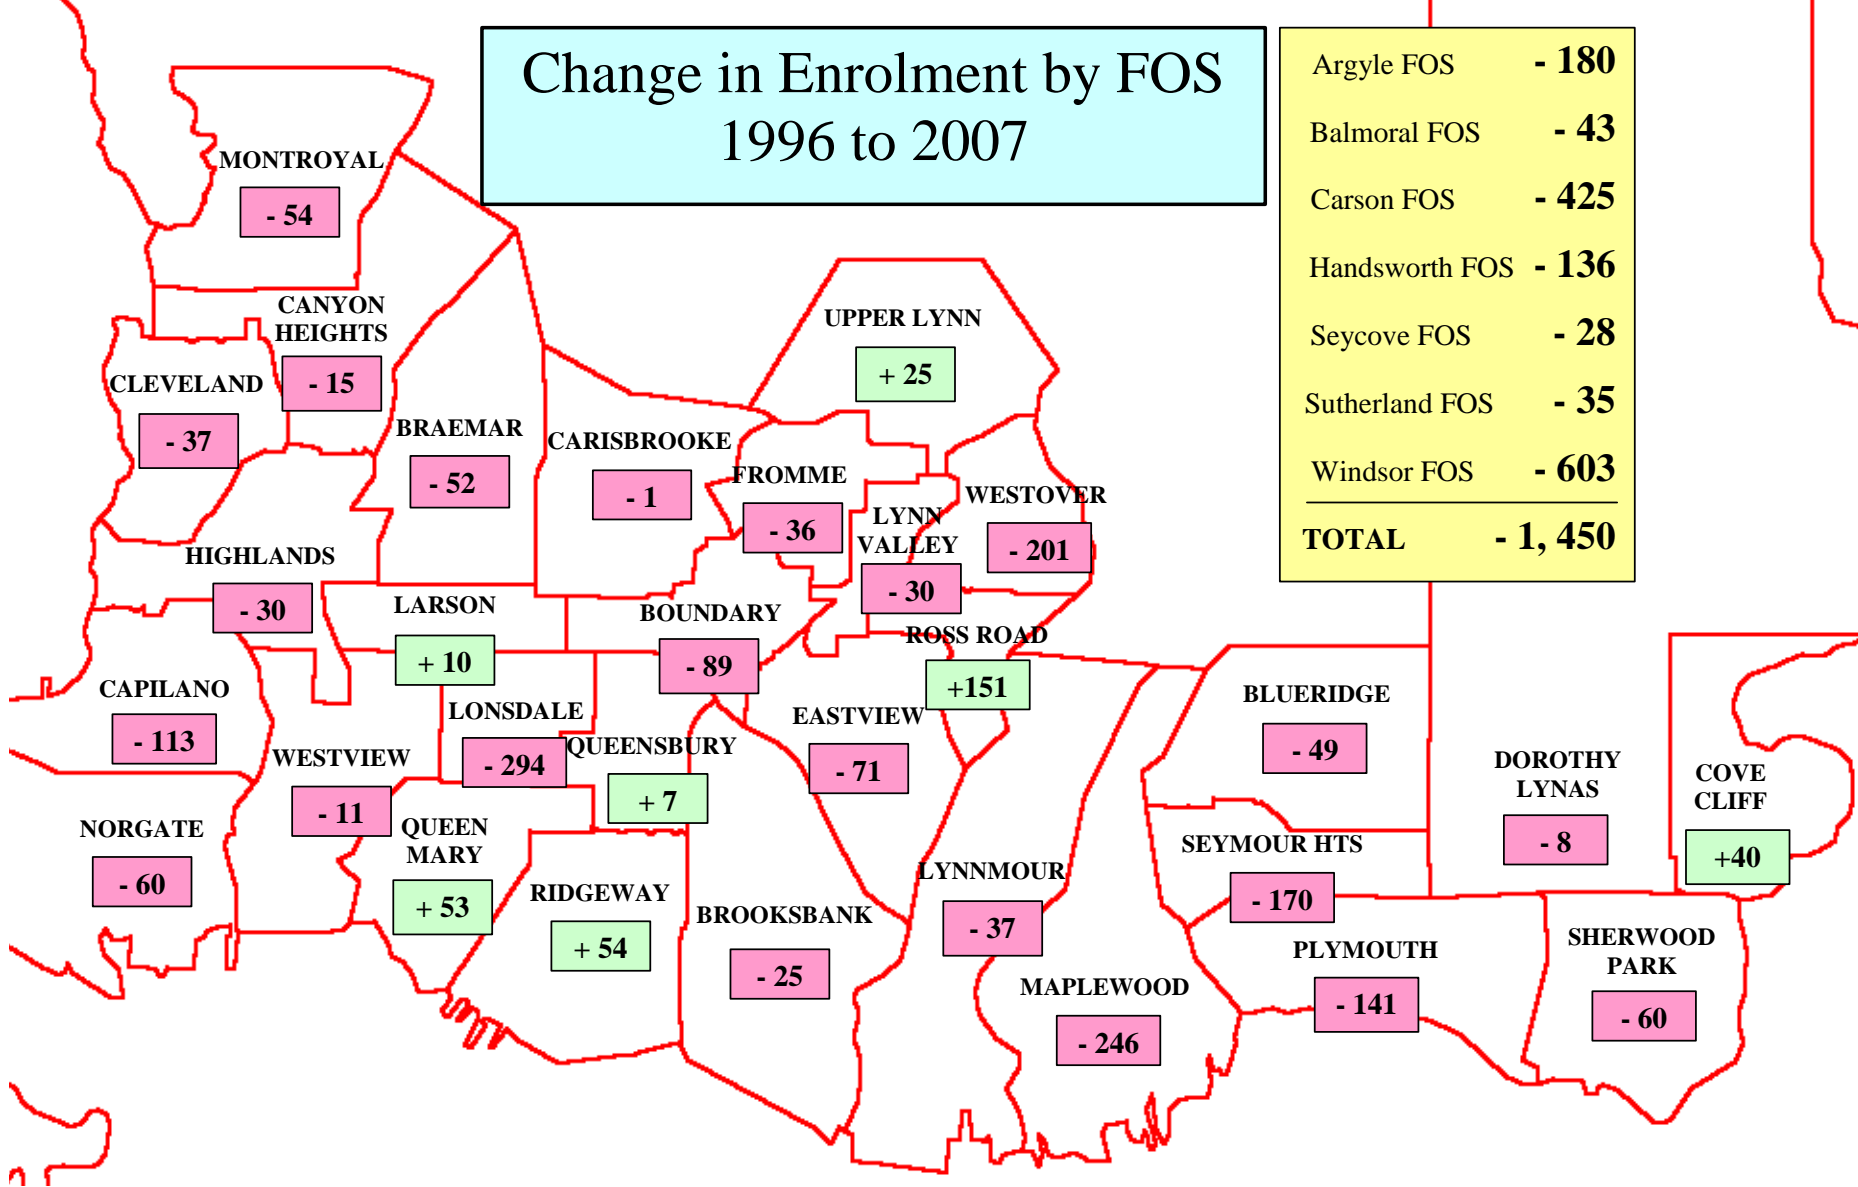 Change in Enrolment by FOS
1996 to 2007
Argyle FOS - 180
Balmoral FOS - 43
Carson FOS - 425
Handsworth FOS - 136
Seycove FOS - 28
Sutherland FOS - 35
Windsor FOS - 603
TOTAL - 1, 450
MONTROYAL
- 54
CANYON
HEIGHTS
- 15
CLEVELAND
- 37
BRAEMAR
- 52
CARISBROOKE
- 1
UPPER LYNN
+ 25
FROMME
- 36
LYNN
VALLEY
- 30
WESTOVER
- 201
HIGHLANDS
- 30
LARSON
+ 10
BOUNDARY
- 89
ROSS ROAD
+151
CAPILANO
- 113
WESTVIEW
- 11
LONSDALE
- 294
QUEENSBURY
+ 7
EASTVIEW
- 71
BLUERIDGE
- 49
DOROTHY
LYNAS
- 8
COVE
CLIFF
+40
NORGATE
- 60
QUEEN
MARY
+ 53
RIDGEWAY
+ 54
BROOKSBANK
- 25
LYNNMOUR
- 37
SEYMOUR HTS
- 170
MAPLEWOOD
- 246
PLYMOUTH
- 141
SHERWOOD
PARK
- 60